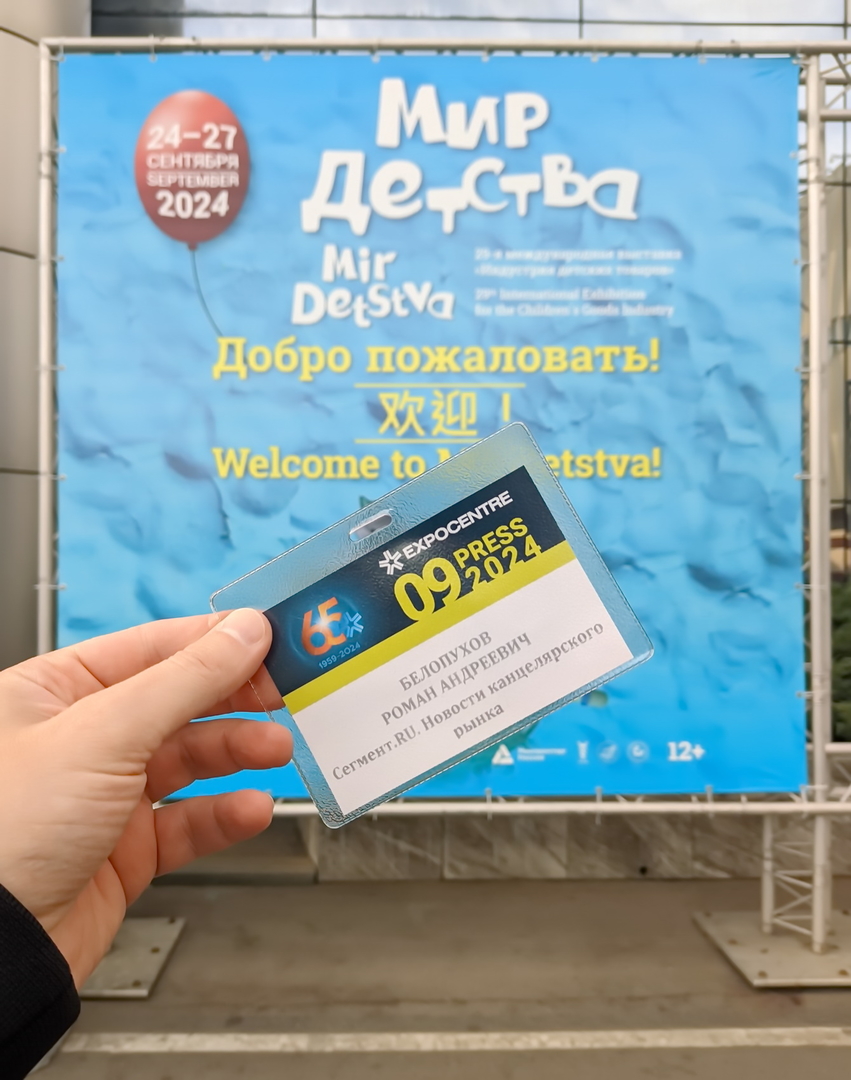 24–27
СЕНТЯБРЯ
SEPTEMBER
2024
Мир
Детства
Mir
Detstva
29-я международная выставка
«Индустрия детских товаров»
29th International Exhibition
for the Children's Goods Industry
Добро пожаловать!
欢迎！
Welcome to M etstva!
EXPOCENTRE
09 PRESS
2024
65
1959-2024
БЕЛОПУХОВ
РОМАН АНДРЕЕВИЧ
Сегмент.RU. Новости канцелярского
рынка
12+